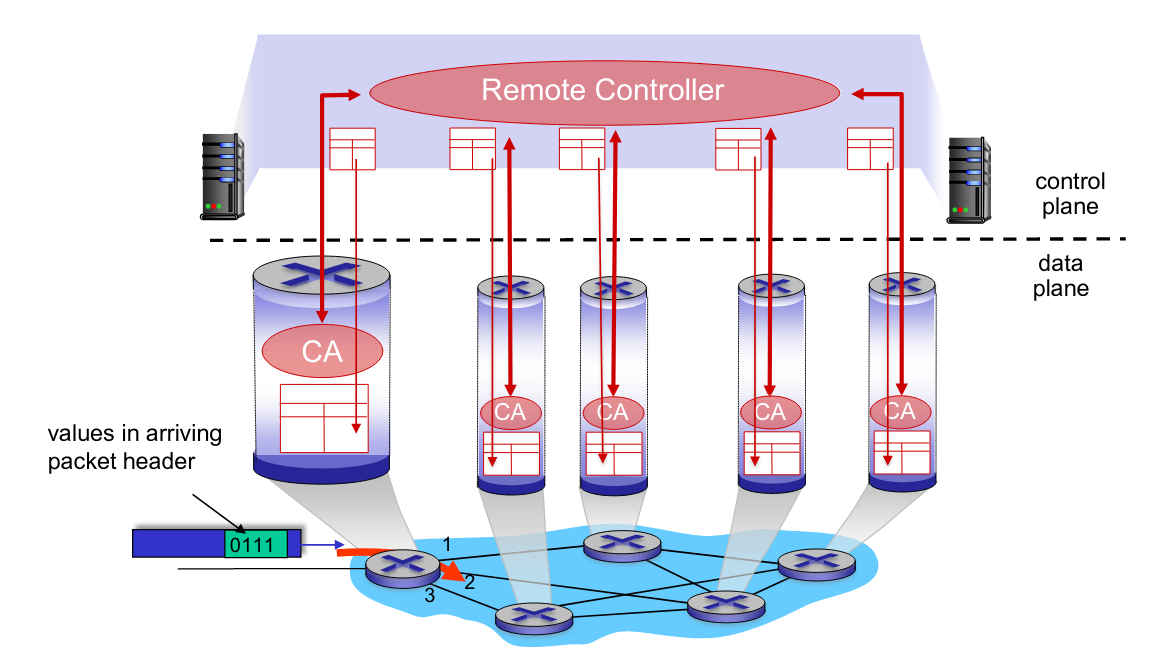 Remote Controller
control
plane
data
plane
CA
CA
CA
CA
CA
values in arriving
packet header
0111
1
2
3